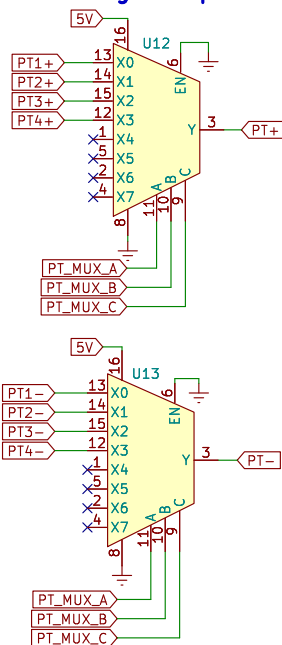 5V
16
U12
6
EN
PT1+ 13 X0
PT2+ 14 X1
PT3+ 15 X2
PT4+ 12 X3
1 X4
5 X5
2 X6
4 X7
Y 3 PT+
A B C
8 11 10 9
PT_MUX_A
PT_MUX_B
PT_MUX_C
5V
16
U13
6
EN
PT1- 13 X0
PT2- 14 X1
PT3- 15 X2
PT4- 12 X3
1 X4
5 X5
2 X6
4 X7
Y 3 PT-
A B C
8 11 10 9
PT_MUX_A
PT_MUX_B
PT_MUX_C